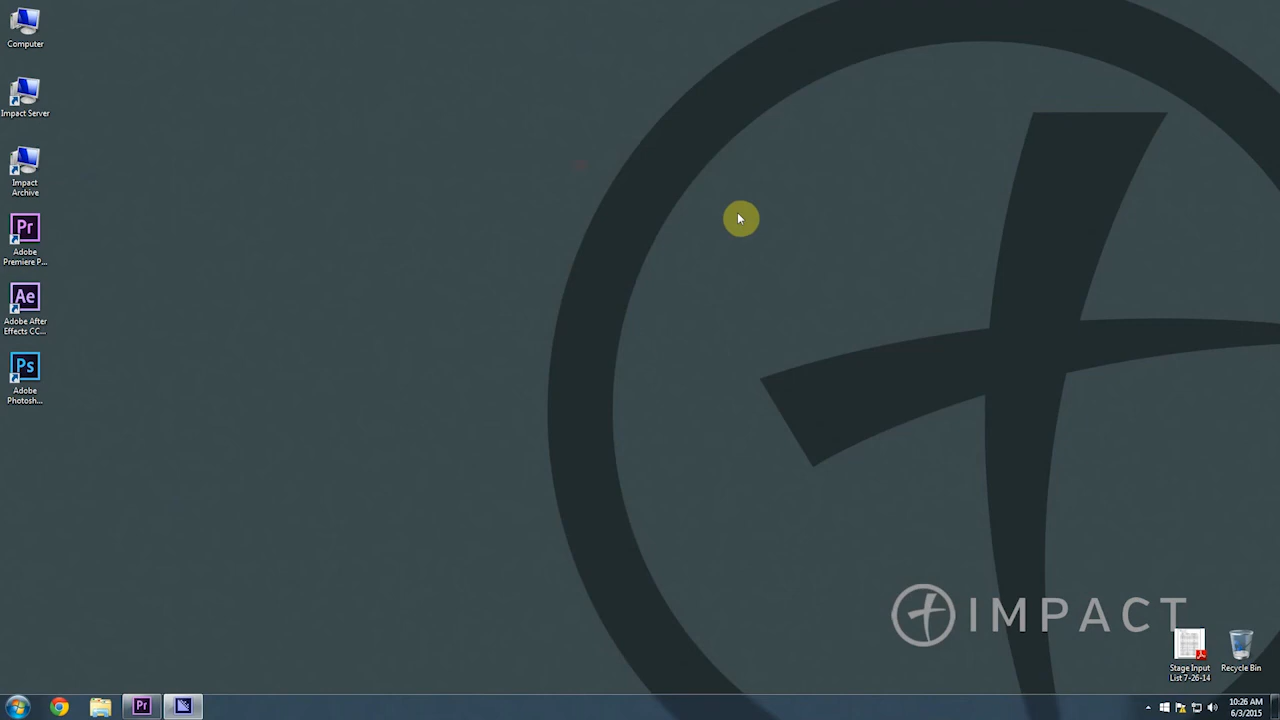 Computer
Impact Server
Impact
Archive
Pr
Adobe
Premiere P...
Ae
Adobe After
Effects CC...
Ps
Adobe
Photosh...
IMPACT
Stage Input
List 7-26-14
Recycle Bin
Pr
10:26 AM
6/3/2015